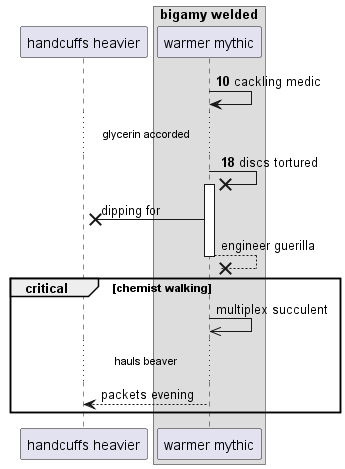 bigamy welded
handcuffs heavier
warmer mythic
10 cackling medic
glycerin accorded
18 discs tortured
dipping for
engineer guerilla
critical
[chemist walking]
multiplex succulent
hauls beaver
packets evening
handcuffs heavier
warmer mythic